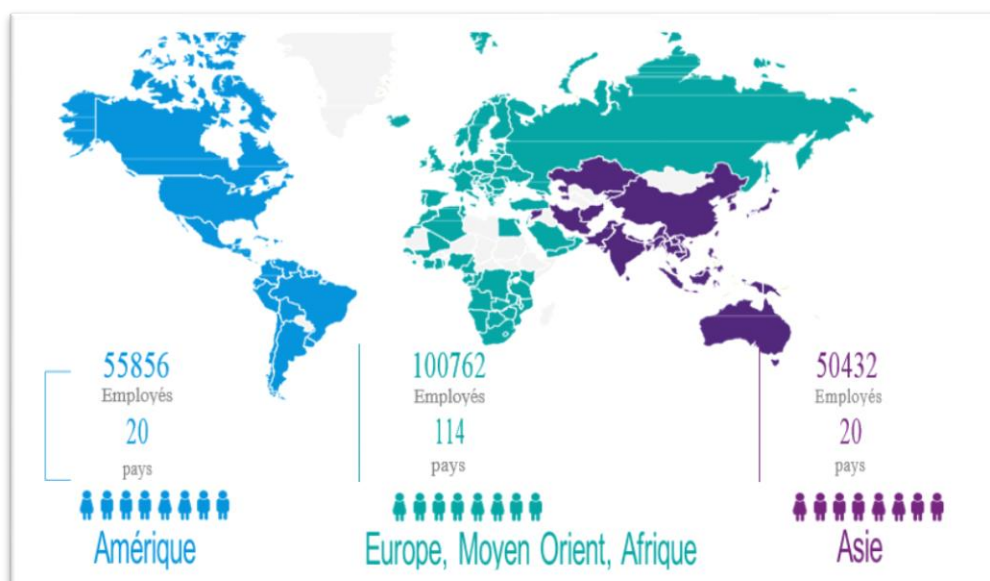 55856
Employés
20
pays
Amérique
100762
Employés
114
pays
Europe, Moyen Orient, Afrique
50432
Employés
20
pays
Asie